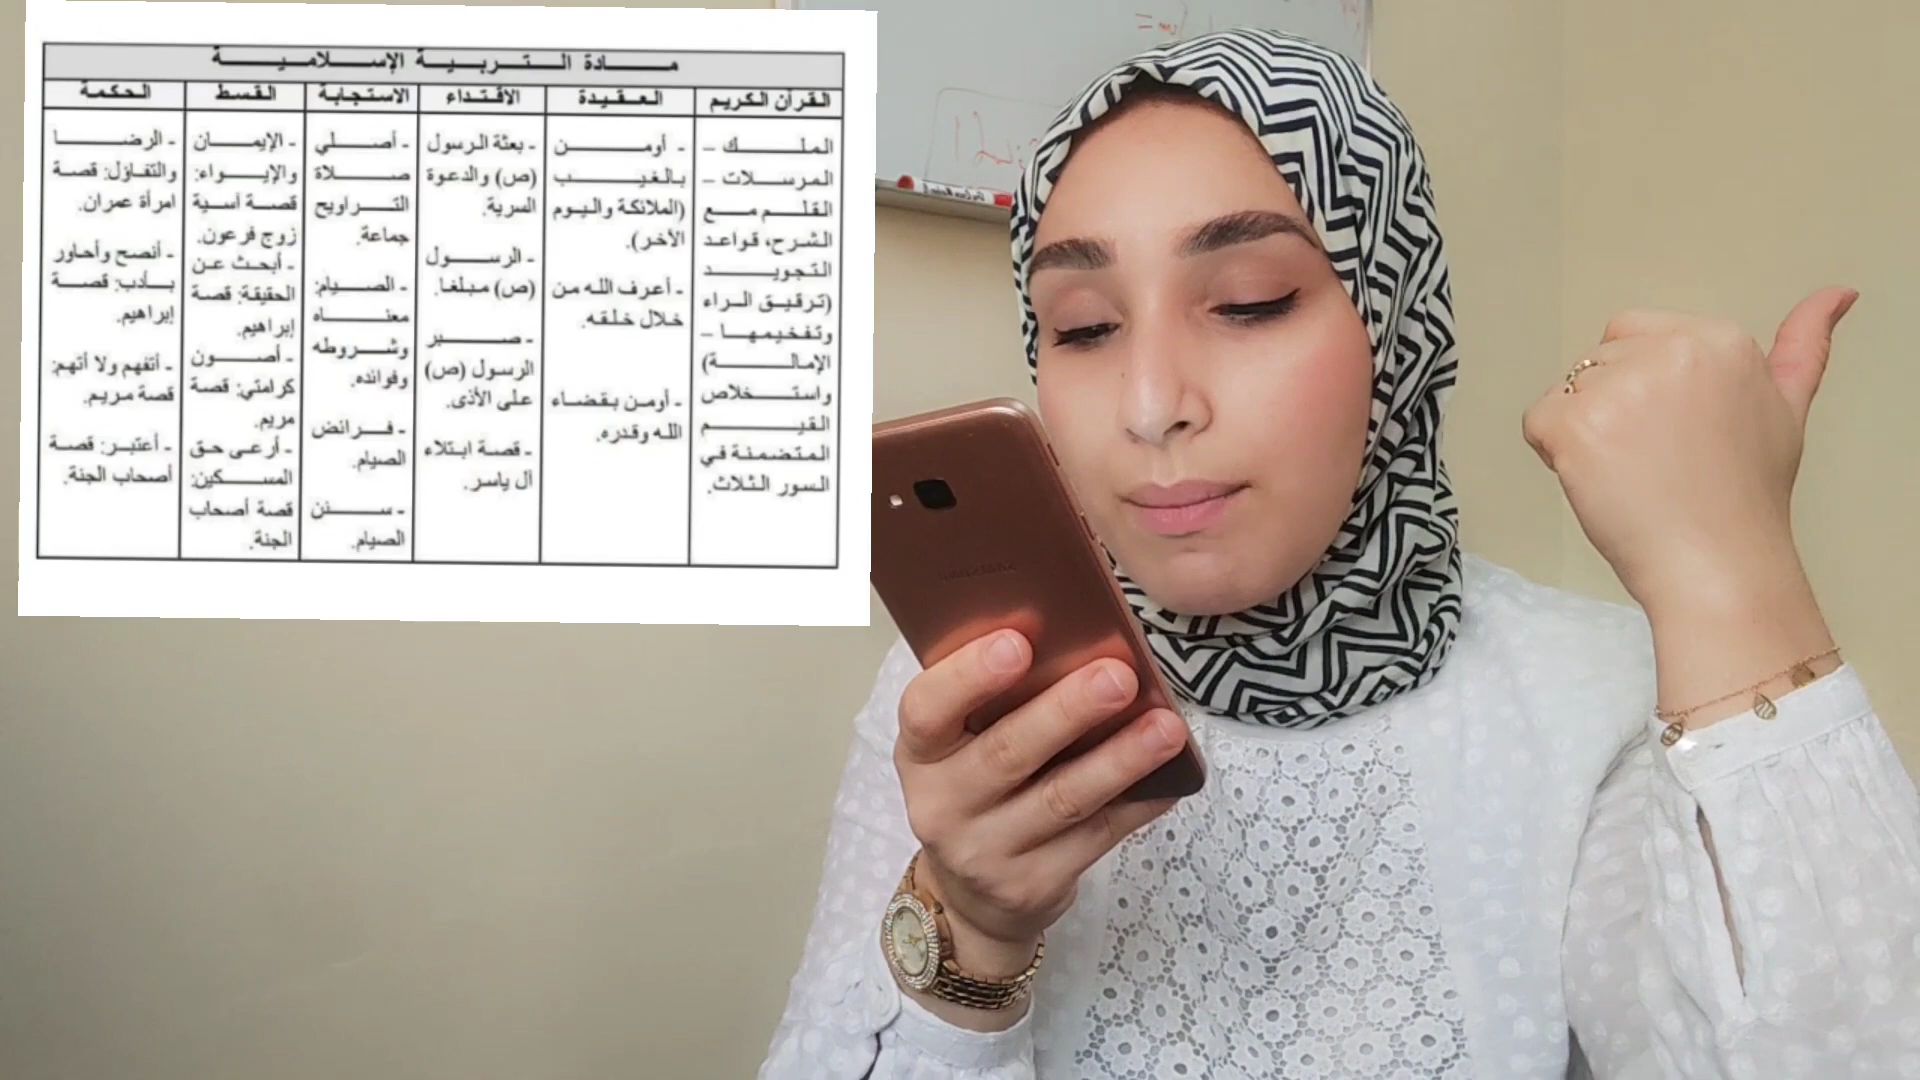 مادة التربية الإسلامية
القرآن الكريم
العقيدة
الاقتداء
الاستجابة
القسط
الحكمة
الملك –
المرسلات –
القلم مع
الشرح، قواعد
التجويد
(ترقيق الراء
وتفخيمها –
الإمالة)
واستخلاص
القيم
المتضمنة في
السور الثلاث.
- أومن
بالغيب
(الملائكة واليوم
الآخر).
- أعرف الله من
خلال خلقه.
- أومن بقضاء
الله وقدره.
- بعثة الرسول
(ص) والدعوة
السرية.
- الرسول
(ص) مبلغا.
- صبر
الرسول (ص)
على الأذى.
- قصة ابتلاء
آل ياسر.
- أصلي
صلاة
التراويح
جماعة.
- الصيام:
معناه
وشروطه
وفوائده.
- فرائض
الصيام.
- سنن
الصيام.
- الإيمان
والإيواء:
قصة آسية
زوج فرعون.
- أبحث عن
الحقيقة: قصة
إبراهيم.
- أصون
كرامتي: قصة
مريم.
- أرعى حق
المسكين:
قصة أصحاب
الجنة.
- الرضا
والتفاؤل: قصة
امرأة عمران.
- أنصح وأحاور
بأدب: قصة
إبراهيم.
- أتفهم ولا أتهم:
قصة مريم.
- أعتبر: قصة
أصحاب الجنة.